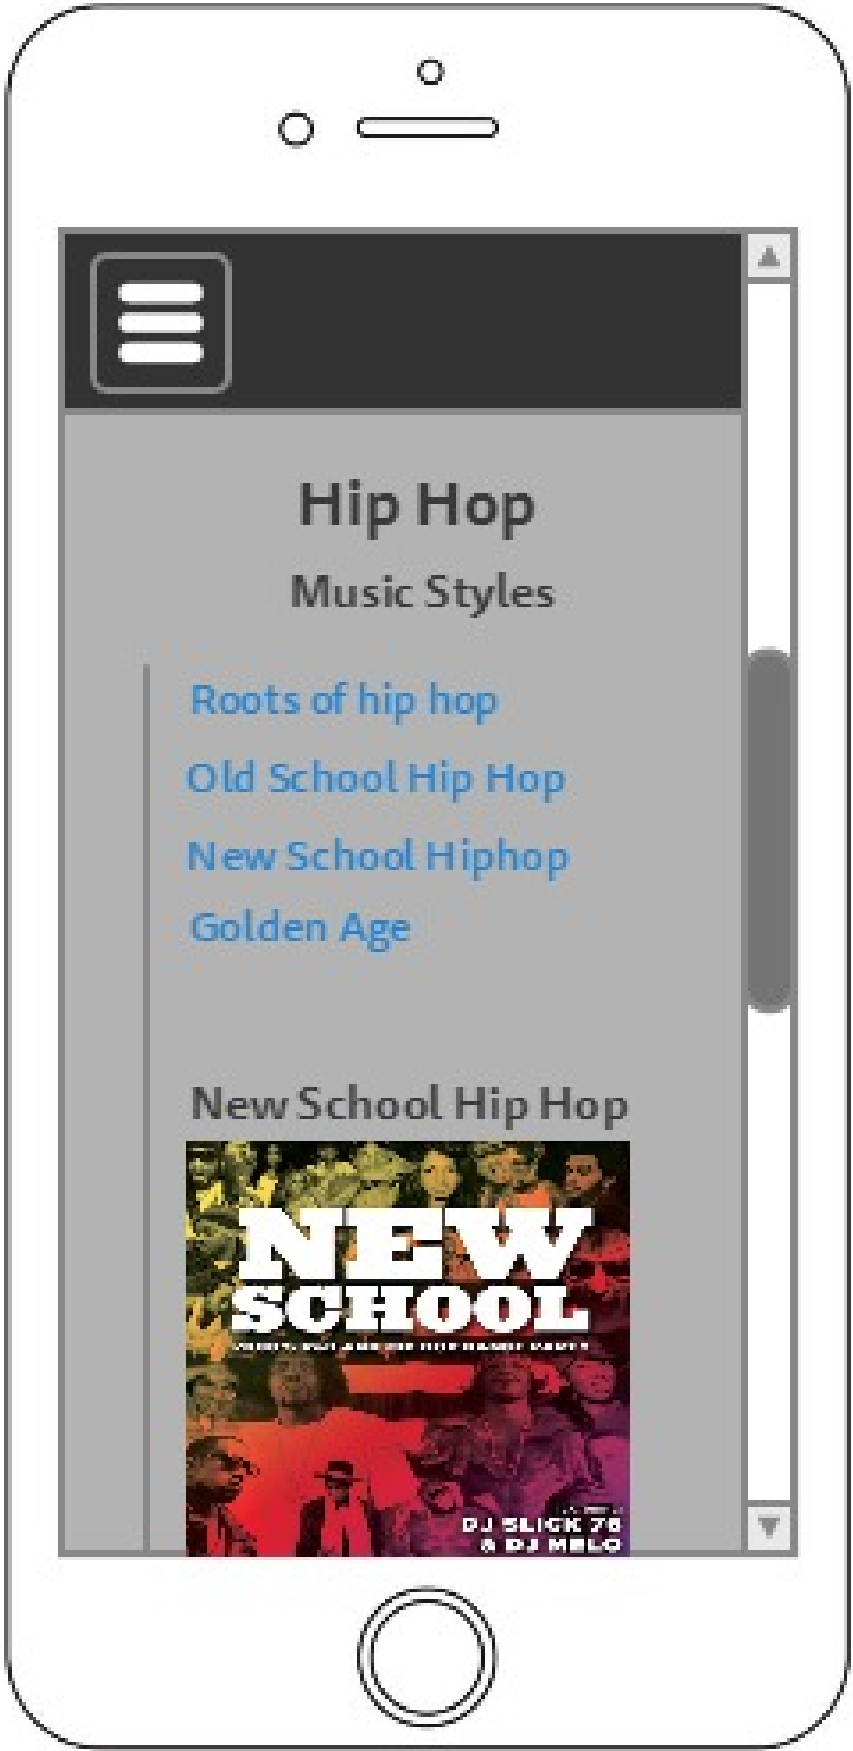 Hip Hop
Music Styles
Roots of hip hop
Old School Hip Hop
New School Hiphop
Golden Age
New School Hip Hop
NEW
SCHOOL
DJ SLICK 76
& DJ MELO